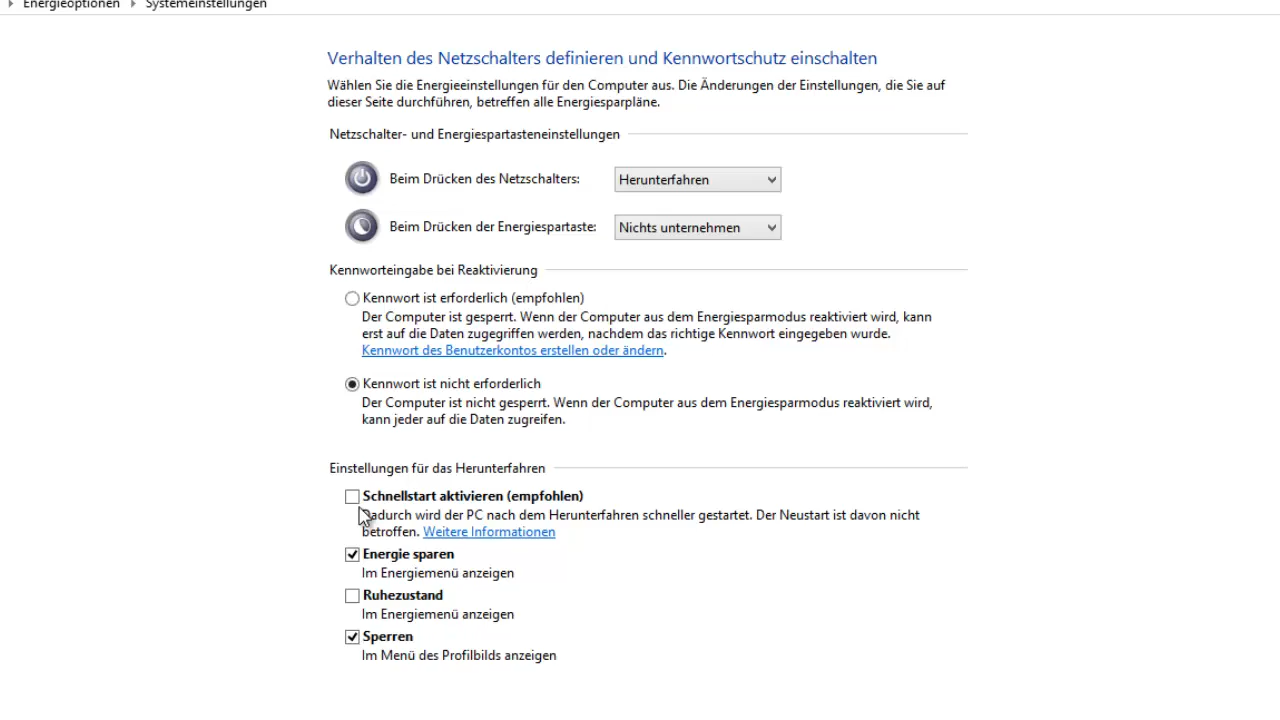 Energieoptionen Systemeinstellungen
Verhalten des Netzschalters definieren und Kennwortschutz einschalten
Wählen Sie die Energieeinstellungen für den Computer aus. Die Änderungen der Einstellungen, die Sie auf
dieser Seite durchführen, betreffen alle Energiesparpläne.
Netzschalter- und Energiespartasteneinstellungen
Beim Drücken des Netzschalters: Herunterfahren
Beim Drücken der Energiespartaste: Nichts unternehmen
Kennworteingabe bei Reaktivierung
Kennwort ist erforderlich (empfohlen)
Der Computer ist gesperrt. Wenn der Computer aus dem Energiesparmodus reaktiviert wird, kann
erst auf die Daten zugegriffen werden, nachdem das richtige Kennwort eingegeben wurde.
Kennwort des Benutzerkontos erstellen oder ändern.
Kennwort ist nicht erforderlich
Der Computer ist nicht gesperrt. Wenn der Computer aus dem Energiesparmodus reaktiviert wird,
kann jeder auf die Daten zugreifen.
Einstellungen für das Herunterfahren
Schnellstart aktivieren (empfohlen)
Dadurch wird der PC nach dem Herunterfahren schneller gestartet. Der Neustart ist davon nicht
betroffen. Weitere Informationen
Energie sparen
Im Energiemenü anzeigen
Ruhezustand
Im Energiemenü anzeigen
Sperren
Im Menü des Profilbilds anzeigen